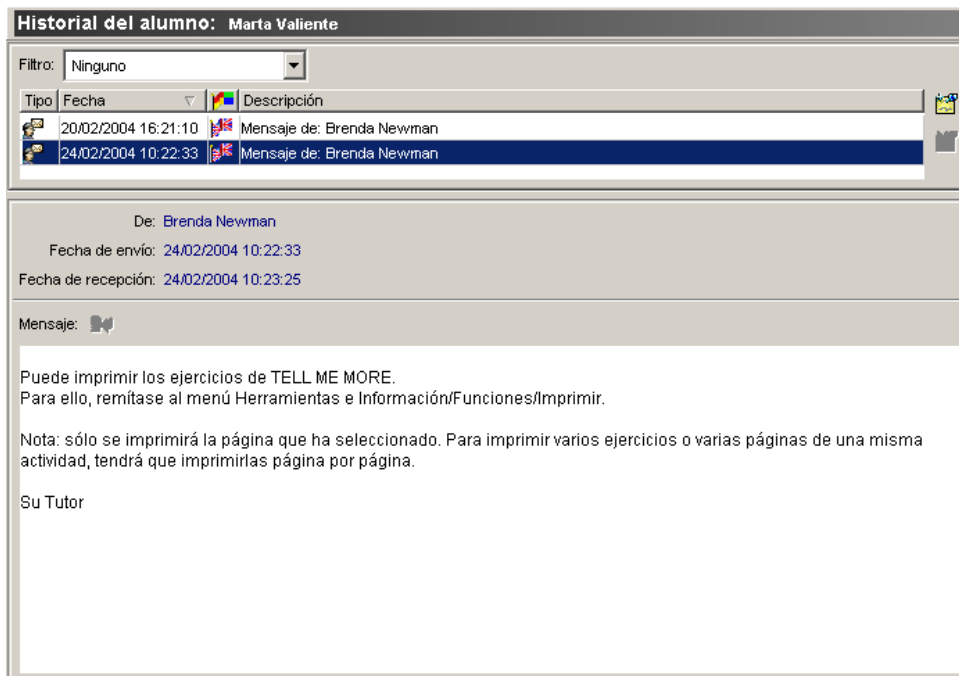 Historial del alumno: Marta Valiente
Filtro: Ninguno
Tipo Fecha Descripción
20/02/2004 16:21:10 Mensaje de: Brenda Newman
24/02/2004 10:22:33 Mensaje de: Brenda Newman
De: Brenda Newman
Fecha de envío: 24/02/2004 10:22:33
Fecha de recepción: 24/02/2004 10:23:25
Mensaje:
Puede imprimir los ejercicios de TELL ME MORE.
Para ello, remítase al menú Herramientas e Información/Funciones/Imprimir.
Nota: sólo se imprimirá la página que ha seleccionado. Para imprimir varios ejercicios o varias páginas de una misma
actividad, tendrá que imprimirlas página por página.
Su Tutor